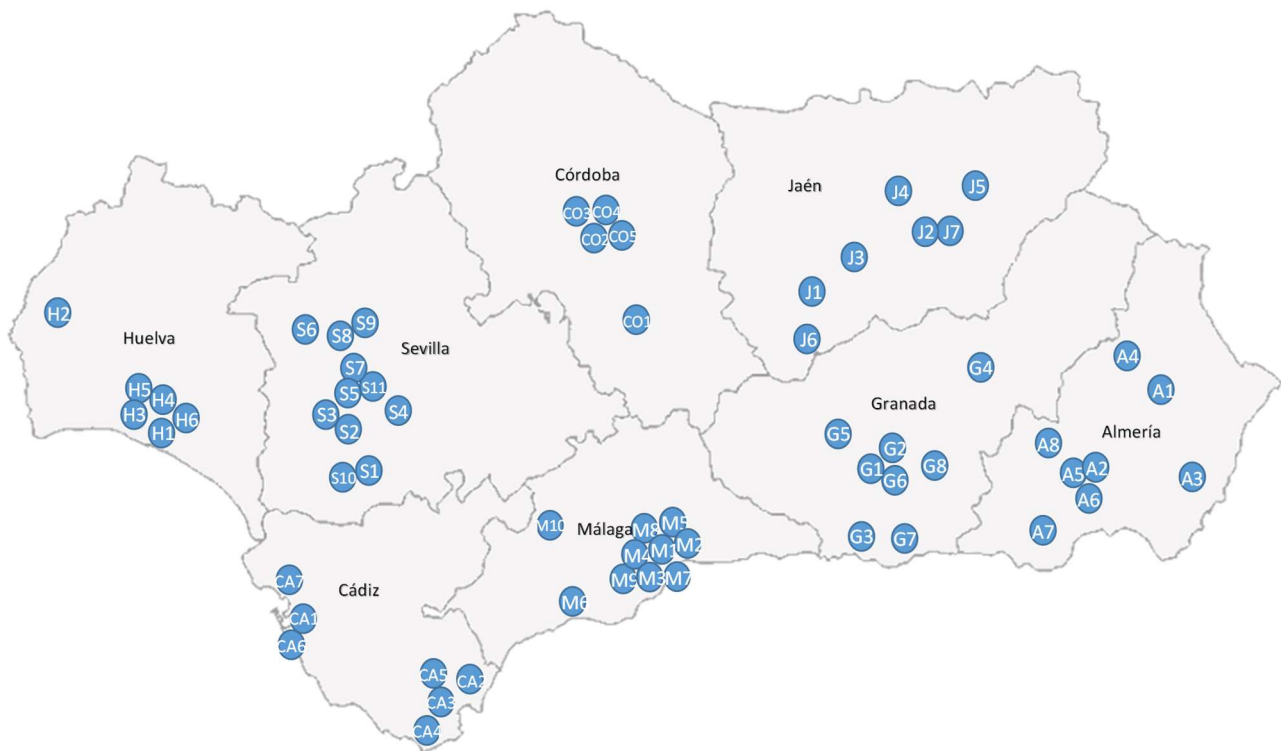 Córdoba
CO3
CO4
CO2
CO5
CO1
Jaén
J4
J5
J2
J7
J3
J1
J6
Huelva
H2
H5
H4
H3
H6
H1
Sevilla
S6
S8
S9
S7
S11
S5
S3
S4
S2
S1
S10
Granada
G4
G5
G2
G1
G8
G6
G3
G7
Almería
A4
A1
A8
A5
A2
A3
A6
A7
Málaga
M10
M8
M5
M4
M1
M2
M9
M3
M7
M6
Cádiz
CA7
CA1
CA6
CA5
CA2
CA3
CA4